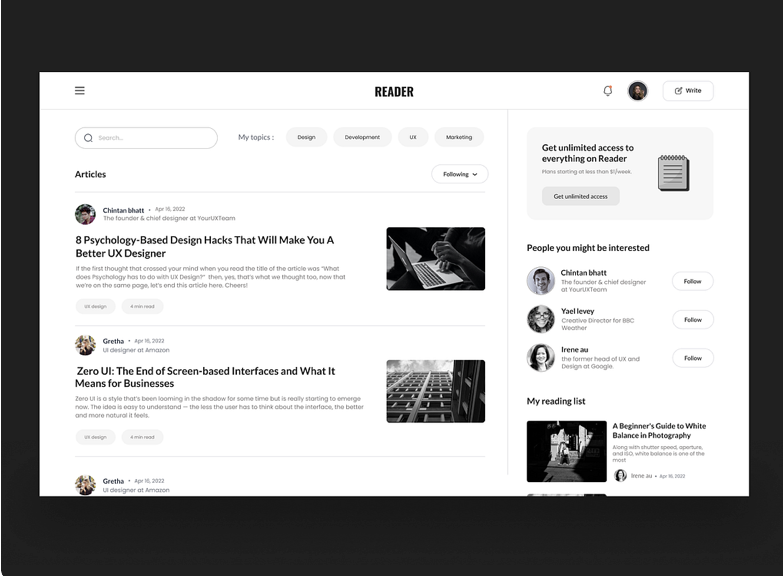 READER
Write
Search...
My topics :
Design
Development
UX
Marketing
Articles
Following
Chintan bhatt • Apr 16, 2022
The founder & chief designer at YourUXTeam
8 Psychology-Based Design Hacks That Will Make You A
Better UX Designer
If the first thought that crossed your mind when you read the title of the article was "What
does Psychology has to do with UX Design?" then, yes, that's what we thought too, now that
we're on the same page, let's end this article here. Cheers!
UX design
4 min read
Gretha • Apr 16, 2022
UI designer at Amazon
Zero UI: The End of Screen-based Interfaces and What It
Means for Businesses
Zero UI is a style that's been looming in the shadow for some time but is really starting to emerge
now. The idea is easy to understand — the less the user has to think about the interface, the better
and more natural it feels.
UX design
4 min read
Gretha • Apr 16, 2022
UI designer at Amazon
Get unlimited access to
everything on Reader
Plans starting at less than $1/week.
Get unlimited access
People you might be interested
Chintan bhatt
The founder & chief designer
at YourUXTeam
Follow
Yael levey
Creative Director for BBC
Weather
Follow
Irene au
the former head of UX and
Design at Google
Follow
My reading list
A Beginner's Guide to White
Balance in Photography
Along with shutter speed, aperture,
and ISO, white balance is one of the
most
Irene au • Apr 16, 2022